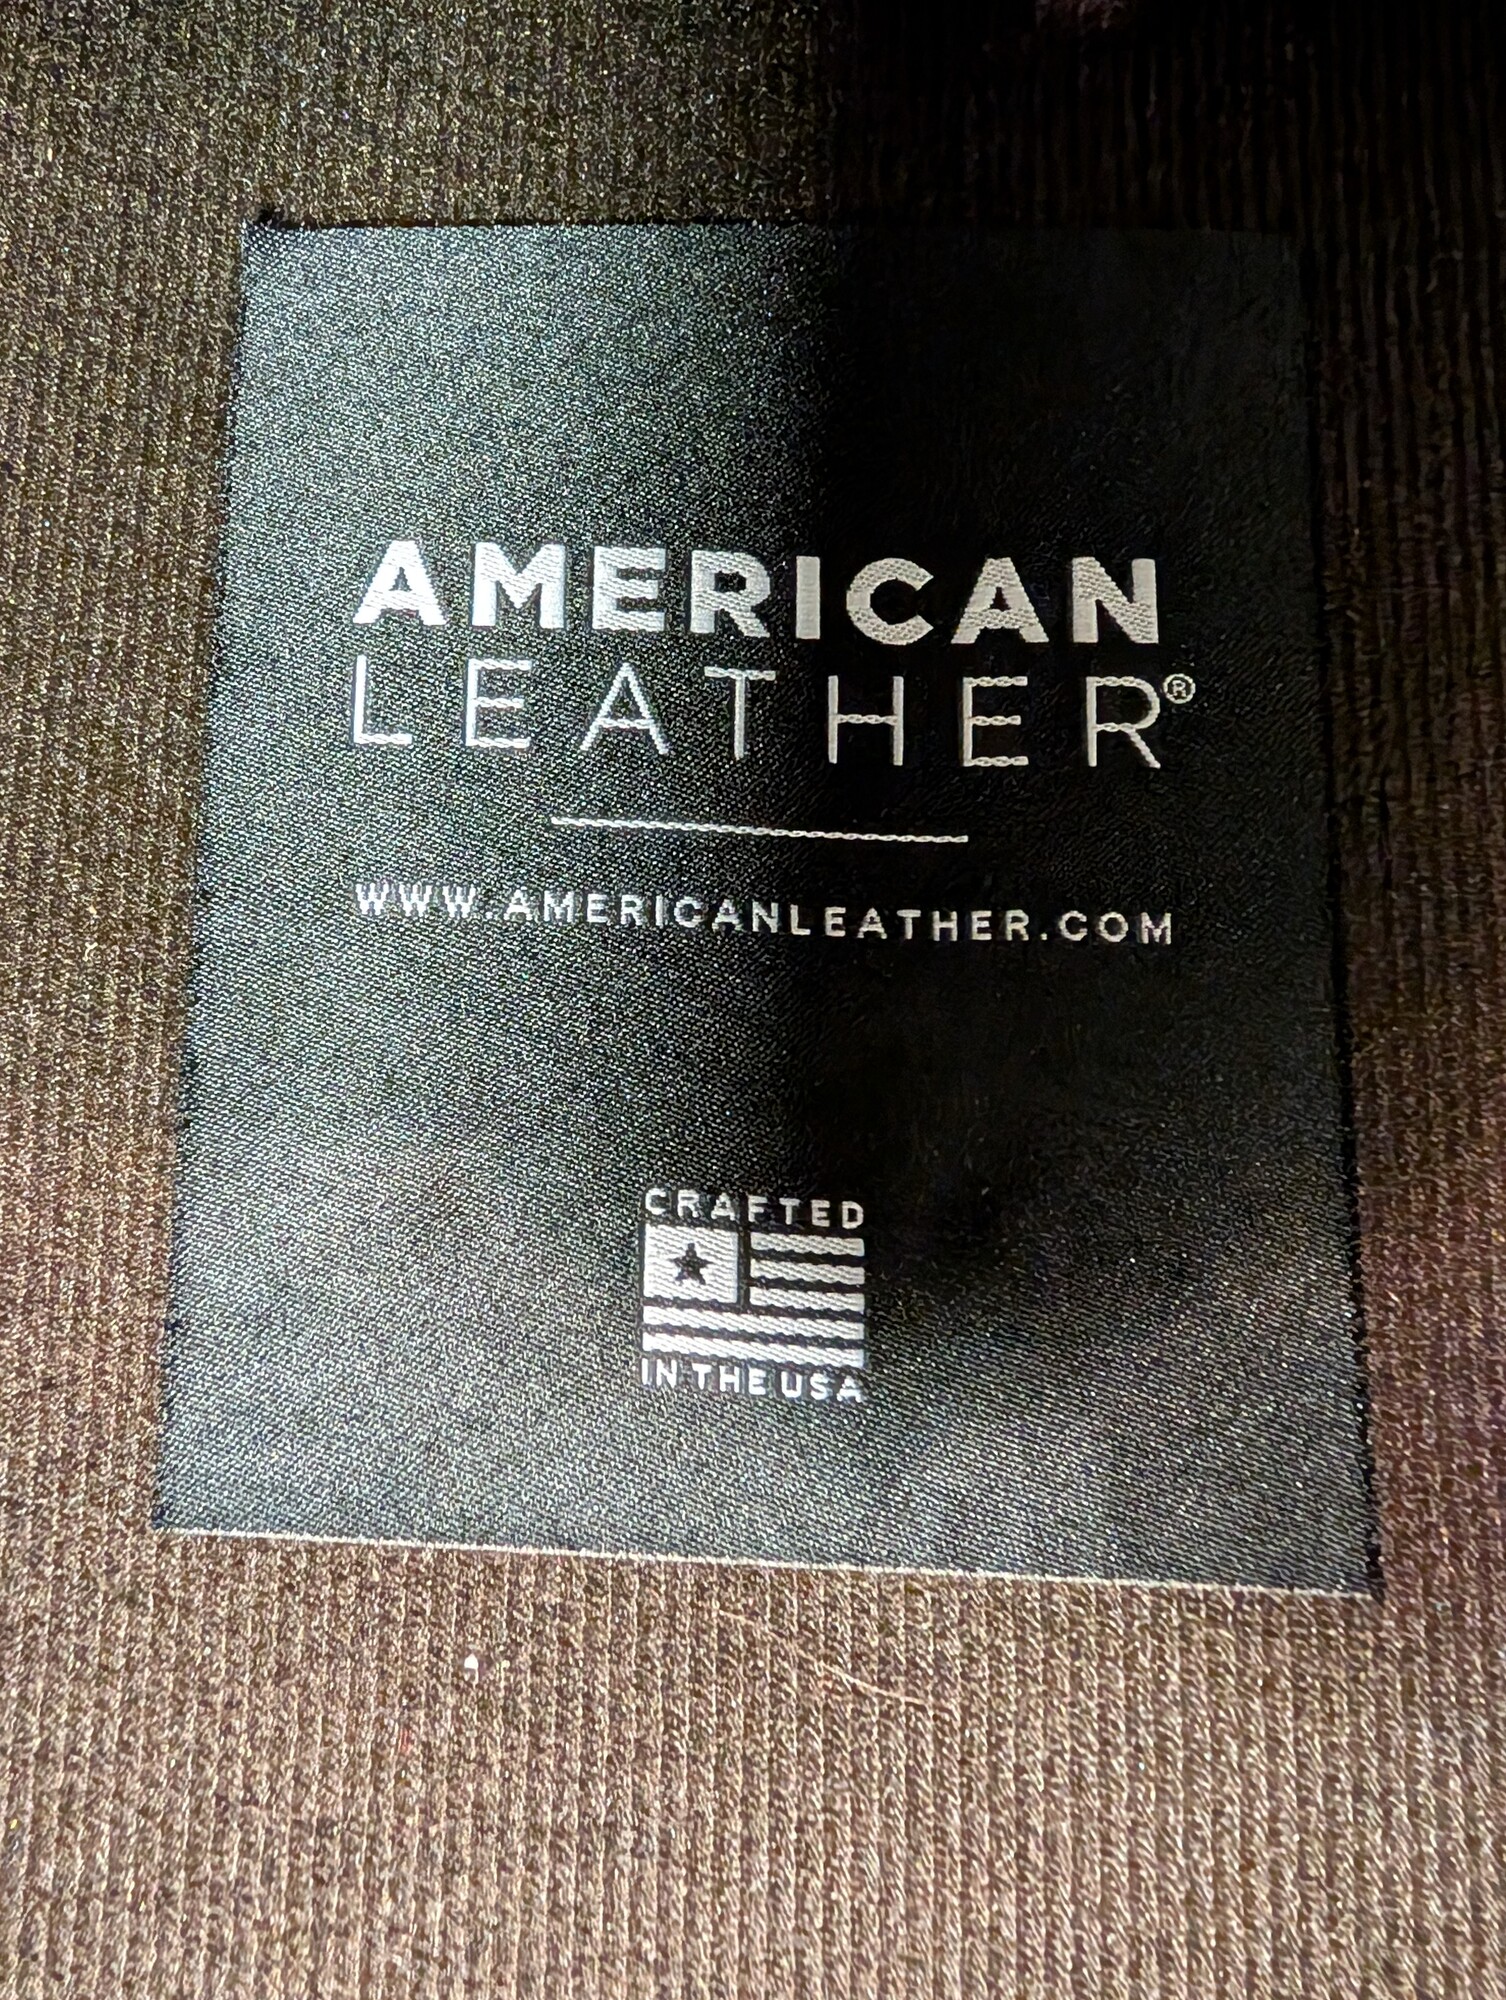 AMERICAN
LEATHER®
WWW.AMERICANLEATHER.COM
CRAFTED
IN THE USA